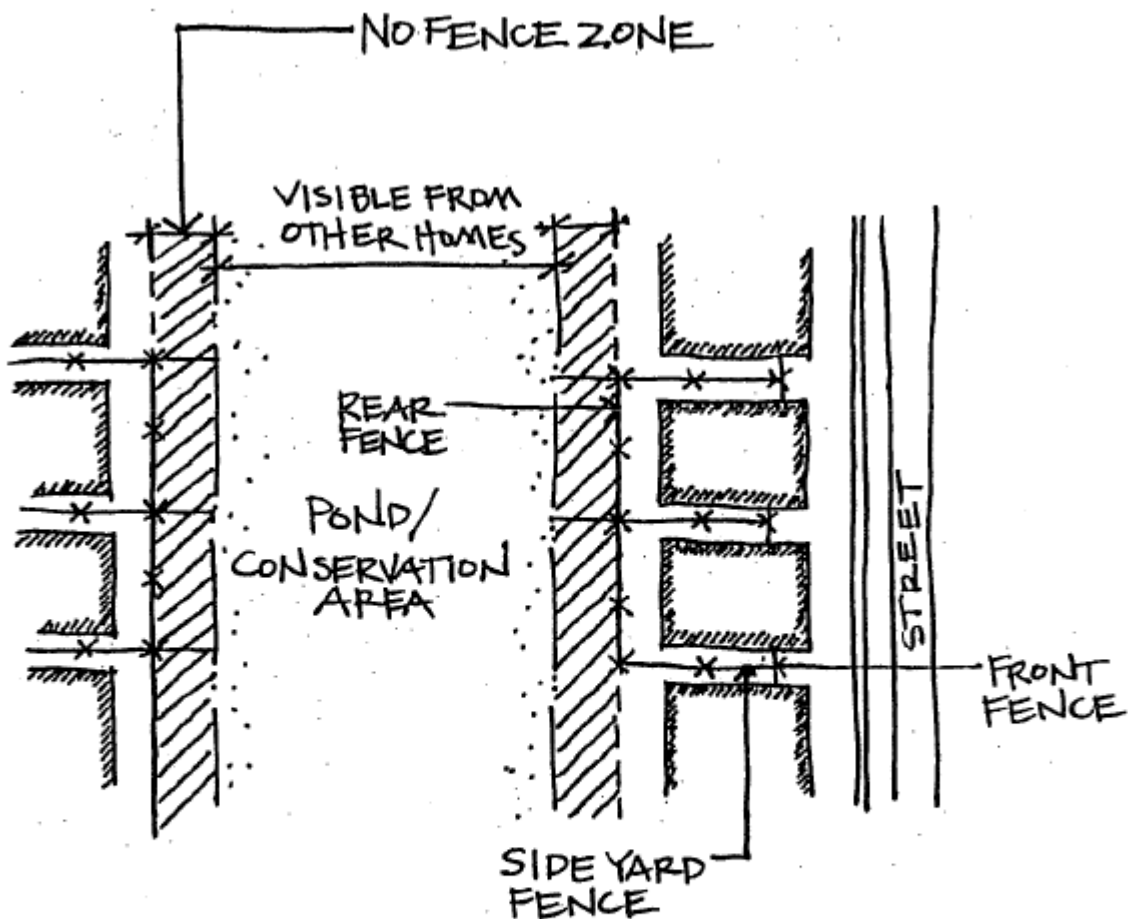 NO FENCE ZONE
VISIBLE FROM
OTHER HOMES
REAR
FENCE
POND/
CONSERVATION
AREA
STREET
FRONT
FENCE
SIDE YARD
FENCE